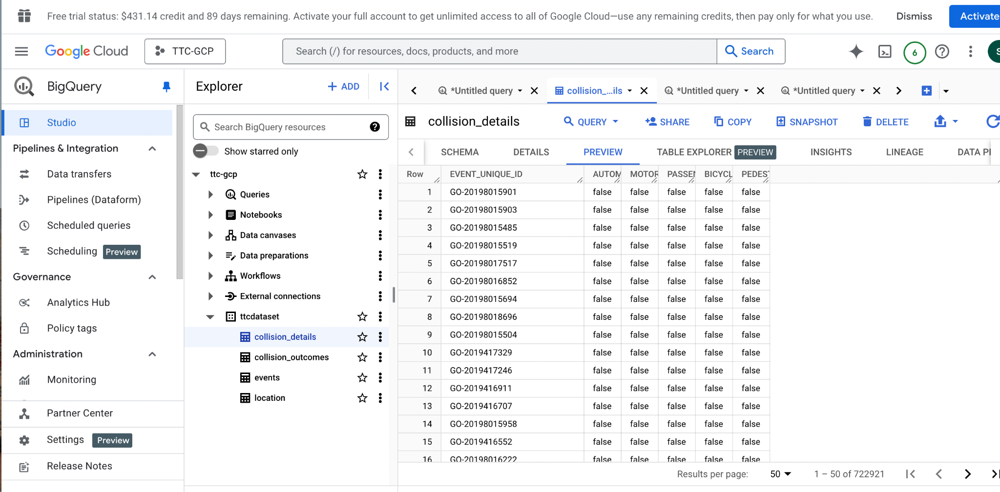 Free trial status: $431.14 credit and 89 days remaining. Activate your full account to get unlimited access to all of Google Cloud—use any remaining credits, then pay only for what you use.
Dismiss
Activate
Google Cloud
TTC-GCP
Search (/) for resources, docs, products, and more
Search
6
S
BigQuery
Studio
Pipelines & Integration
Data transfers
Pipelines (Dataform)
Scheduled queries
Scheduling Preview
Governance
Analytics Hub
Policy tags
Administration
Monitoring
Partner Center
Settings Preview
Release Notes
Explorer
+ ADD
Search BigQuery resources
?
Show starred only
ttc-gcp
Queries
Notebooks
Data canvases
Data preparations
Workflows
External connections
ttcdataset
collision_details
collision_outcomes
events
location
*Untitled query
collision_...ils
*Untitled query
*Untitled query
collision_details
QUERY
SHARE
COPY
SNAPSHOT
DELETE
SCHEMA
DETAILS
PREVIEW
TABLE EXPLORER PREVIEW
INSIGHTS
LINEAGE
DATA P
Row EVENT_UNIQUE_ID AUTOM MOTOR PASSEN BICYCL PEDEST
1 GO-20198015901 false false false false false
2 GO-20198015903 false false false false false
3 GO-20198015485 false false false false false
4 GO-20198015519 false false false false false
5 GO-20198017517 false false false false false
6 GO-20198016852 false false false false false
7 GO-20198015694 false false false false false
8 GO-20198018696 false false false false false
9 GO-20198015504 false false false false false
10 GO-2019417329 false false false false false
11 GO-2019417246 false false false false false
12 GO-2019416911 false false false false false
13 GO-2019416707 false false false false false
14 GO-20198015958 false false false false false
15 GO-2019416552 false false false false false
16 GO-20198016222 false false false false false
Results per page: 50 1 – 50 of 722921